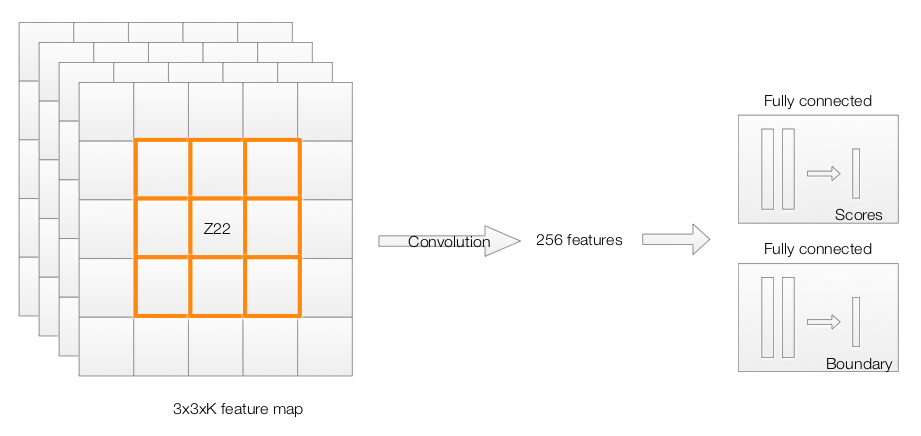 Z22
3x3xK feature map
Convolution
256 features
Fully connected
Scores
Fully connected
Boundary